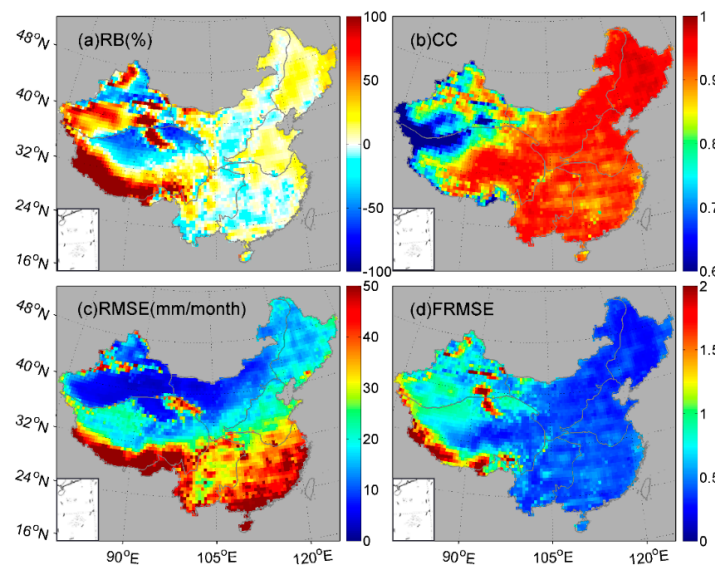 (a)RB(%)
48°N
40°N
32°N
24°N
16°N
100
50
0
-50
-100
(b)CC
1
0.9
0.8
0.7
0.6
(c)RMSE(mm/month)
48°N
40°N
32°N
24°N
16°N
90°E
105°E
120°E
50
40
30
20
10
0
(d)FRMSE
90°E
105°E
120°E
2
1.5
1
0.5
0